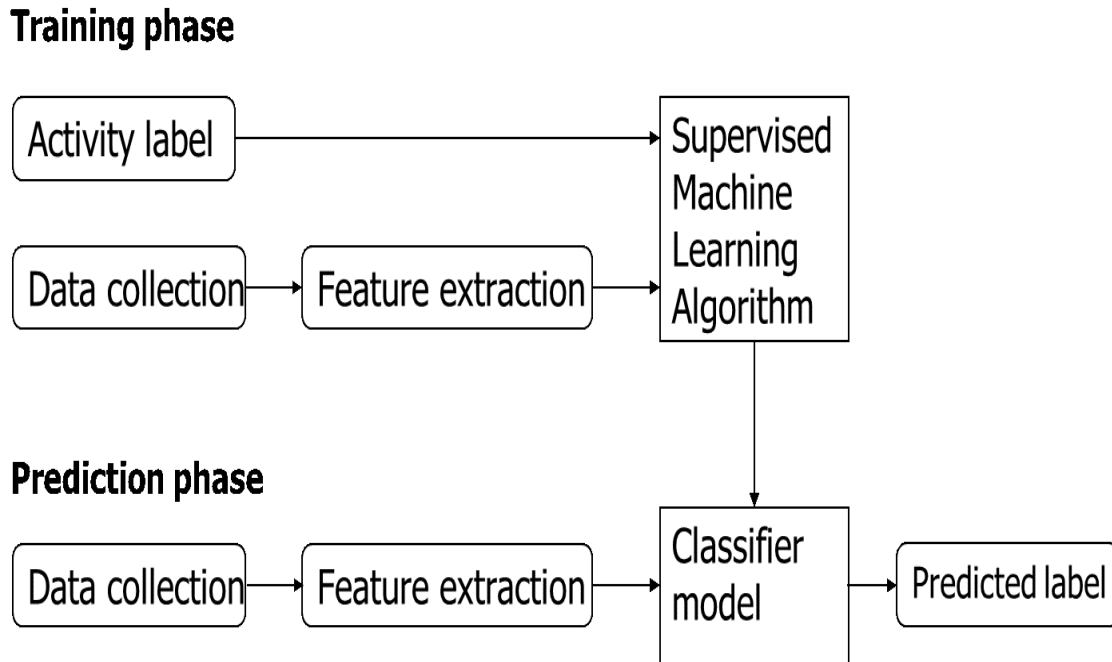 Training phase
Activity label
Supervised
Machine
Learning
Algorithm
Data collection
Feature extraction
Prediction phase
Data collection
Feature extraction
Classifier
model
Predicted label